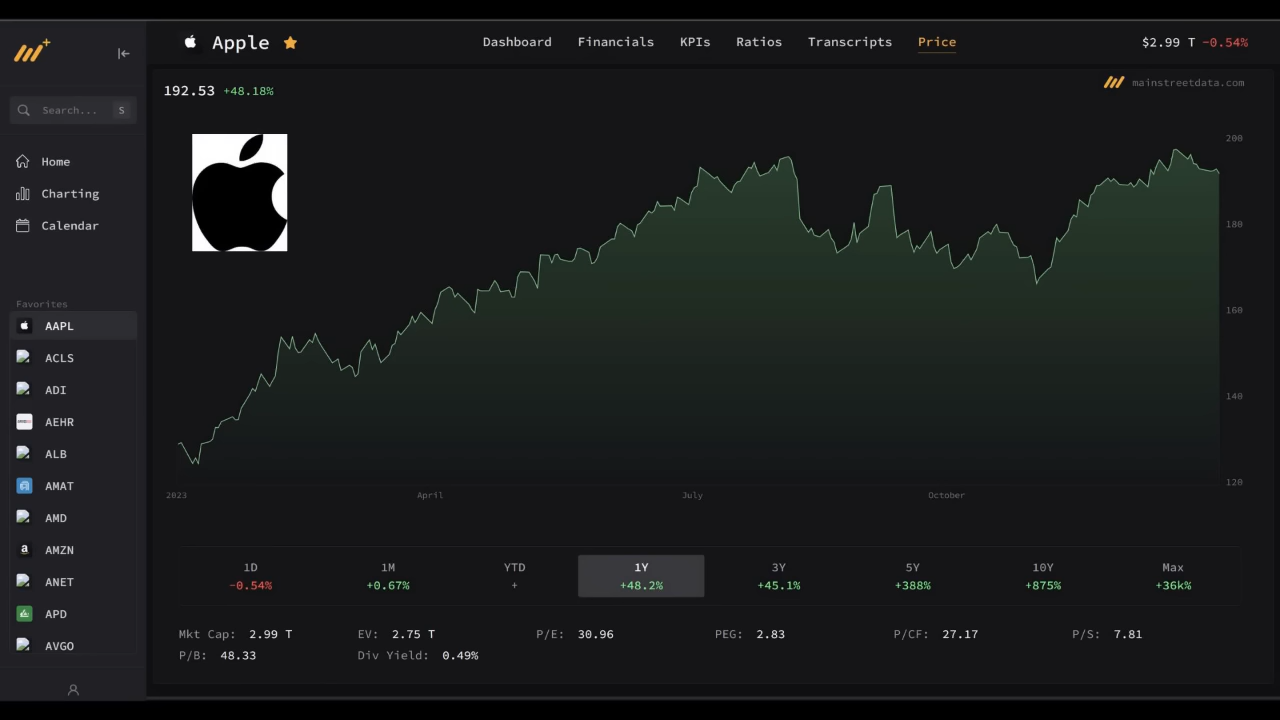 Apple
Dashboard Financials KPIs Ratios Transcripts Price
$2.99 T -0.54%
Search... S
Home
Charting
Calendar
Favorites
AAPL
ACLS
ADI
AEHR
ALB
AMAT
AMD
AMZN
ANET
APD
AVGO
192.53 +48.18%
mainstreetdata.com
200
180
160
140
120
2023 April July October
1D 1M YTD 1Y 3Y 5Y 10Y Max
-0.54% +0.67% + +48.2% +45.1% +388% +875% +36k%
Mkt Cap: 2.99 T EV: 2.75 T P/E: 30.96 PEG: 2.83 P/CF: 27.17 P/S: 7.81
P/B: 48.33 Div Yield: 0.49%